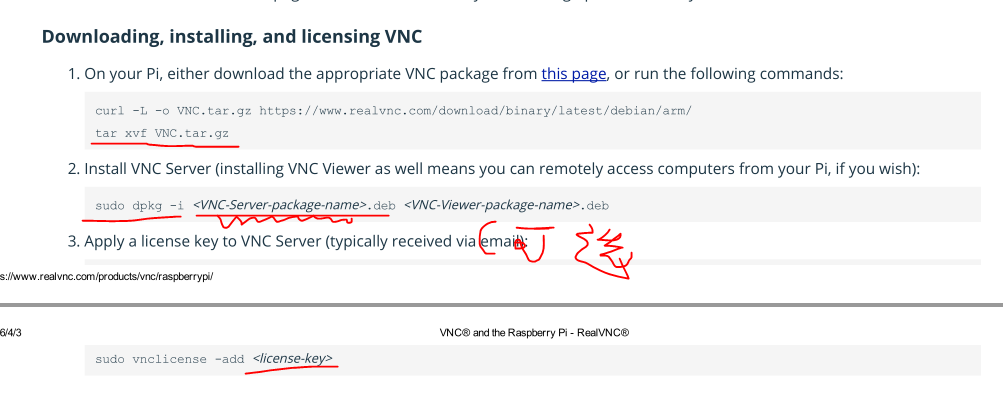 Downloading, installing, and licensing VNC
1. On your Pi, either download the appropriate VNC package from this page, or run the following commands:
curl -L -o VNC.tar.gz https://www.realvnc.com/download/binary/latest/debian/arm/
tar xvf VNC.tar.gz
2. Install VNC Server (installing VNC Viewer as well means you can remotely access computers from your Pi, if you wish):
sudo dpkg -i <VNC-Server-package-name>.deb <VNC-Viewer-package-name>.deb
3. Apply a license key to VNC Server (typically received via email):
s://www.realvnc.com/products/vnc/raspberrypi/
6/4/3
VNC® and the Raspberry Pi - RealVNC®
sudo vnclicense -add <license-key>